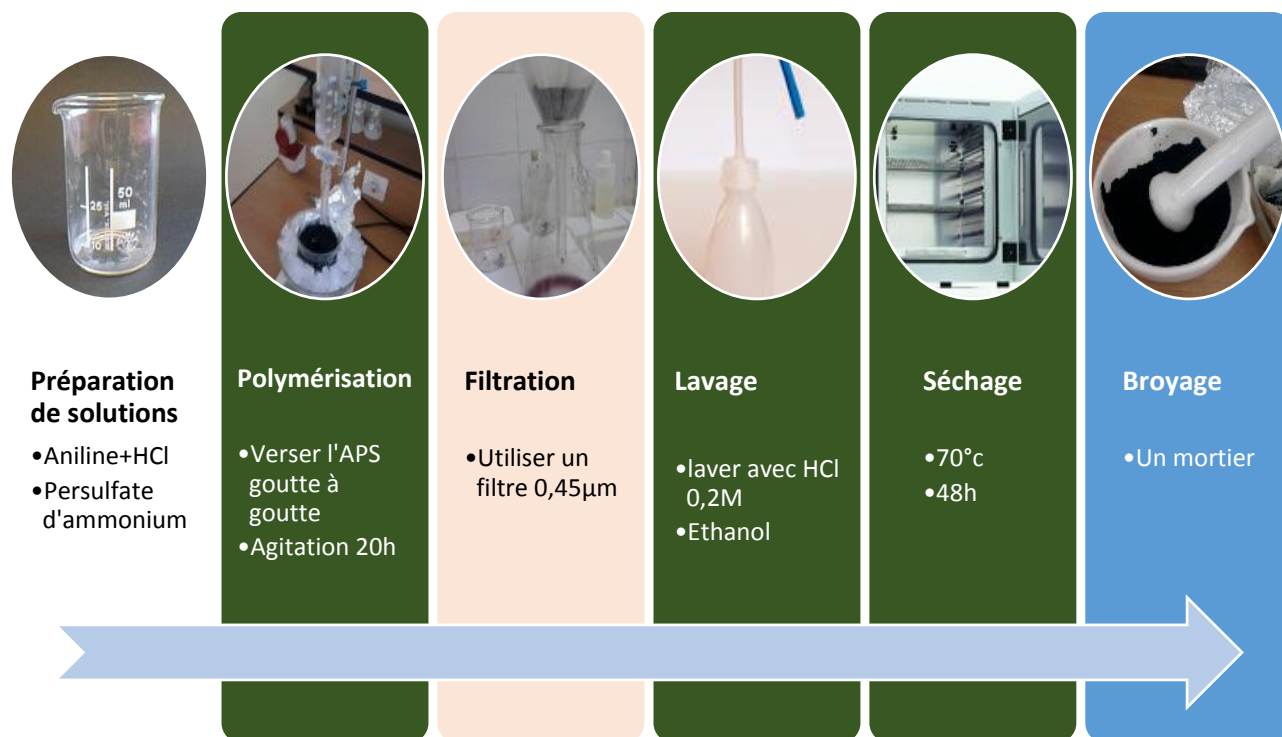 25
50
ml
10
Préparation
de solutions
•Aniline+HCl
•Persulfate
d'ammonium
Polymérisation
•Verser l'APS
goutte à
goutte
•Agitation 20h
Filtration
•Utiliser un
filtre 0,45µm
Lavage
•laver avec HCl
0,2M
•Ethanol
Séchage
•70°c
•48h
Broyage
•Un mortier